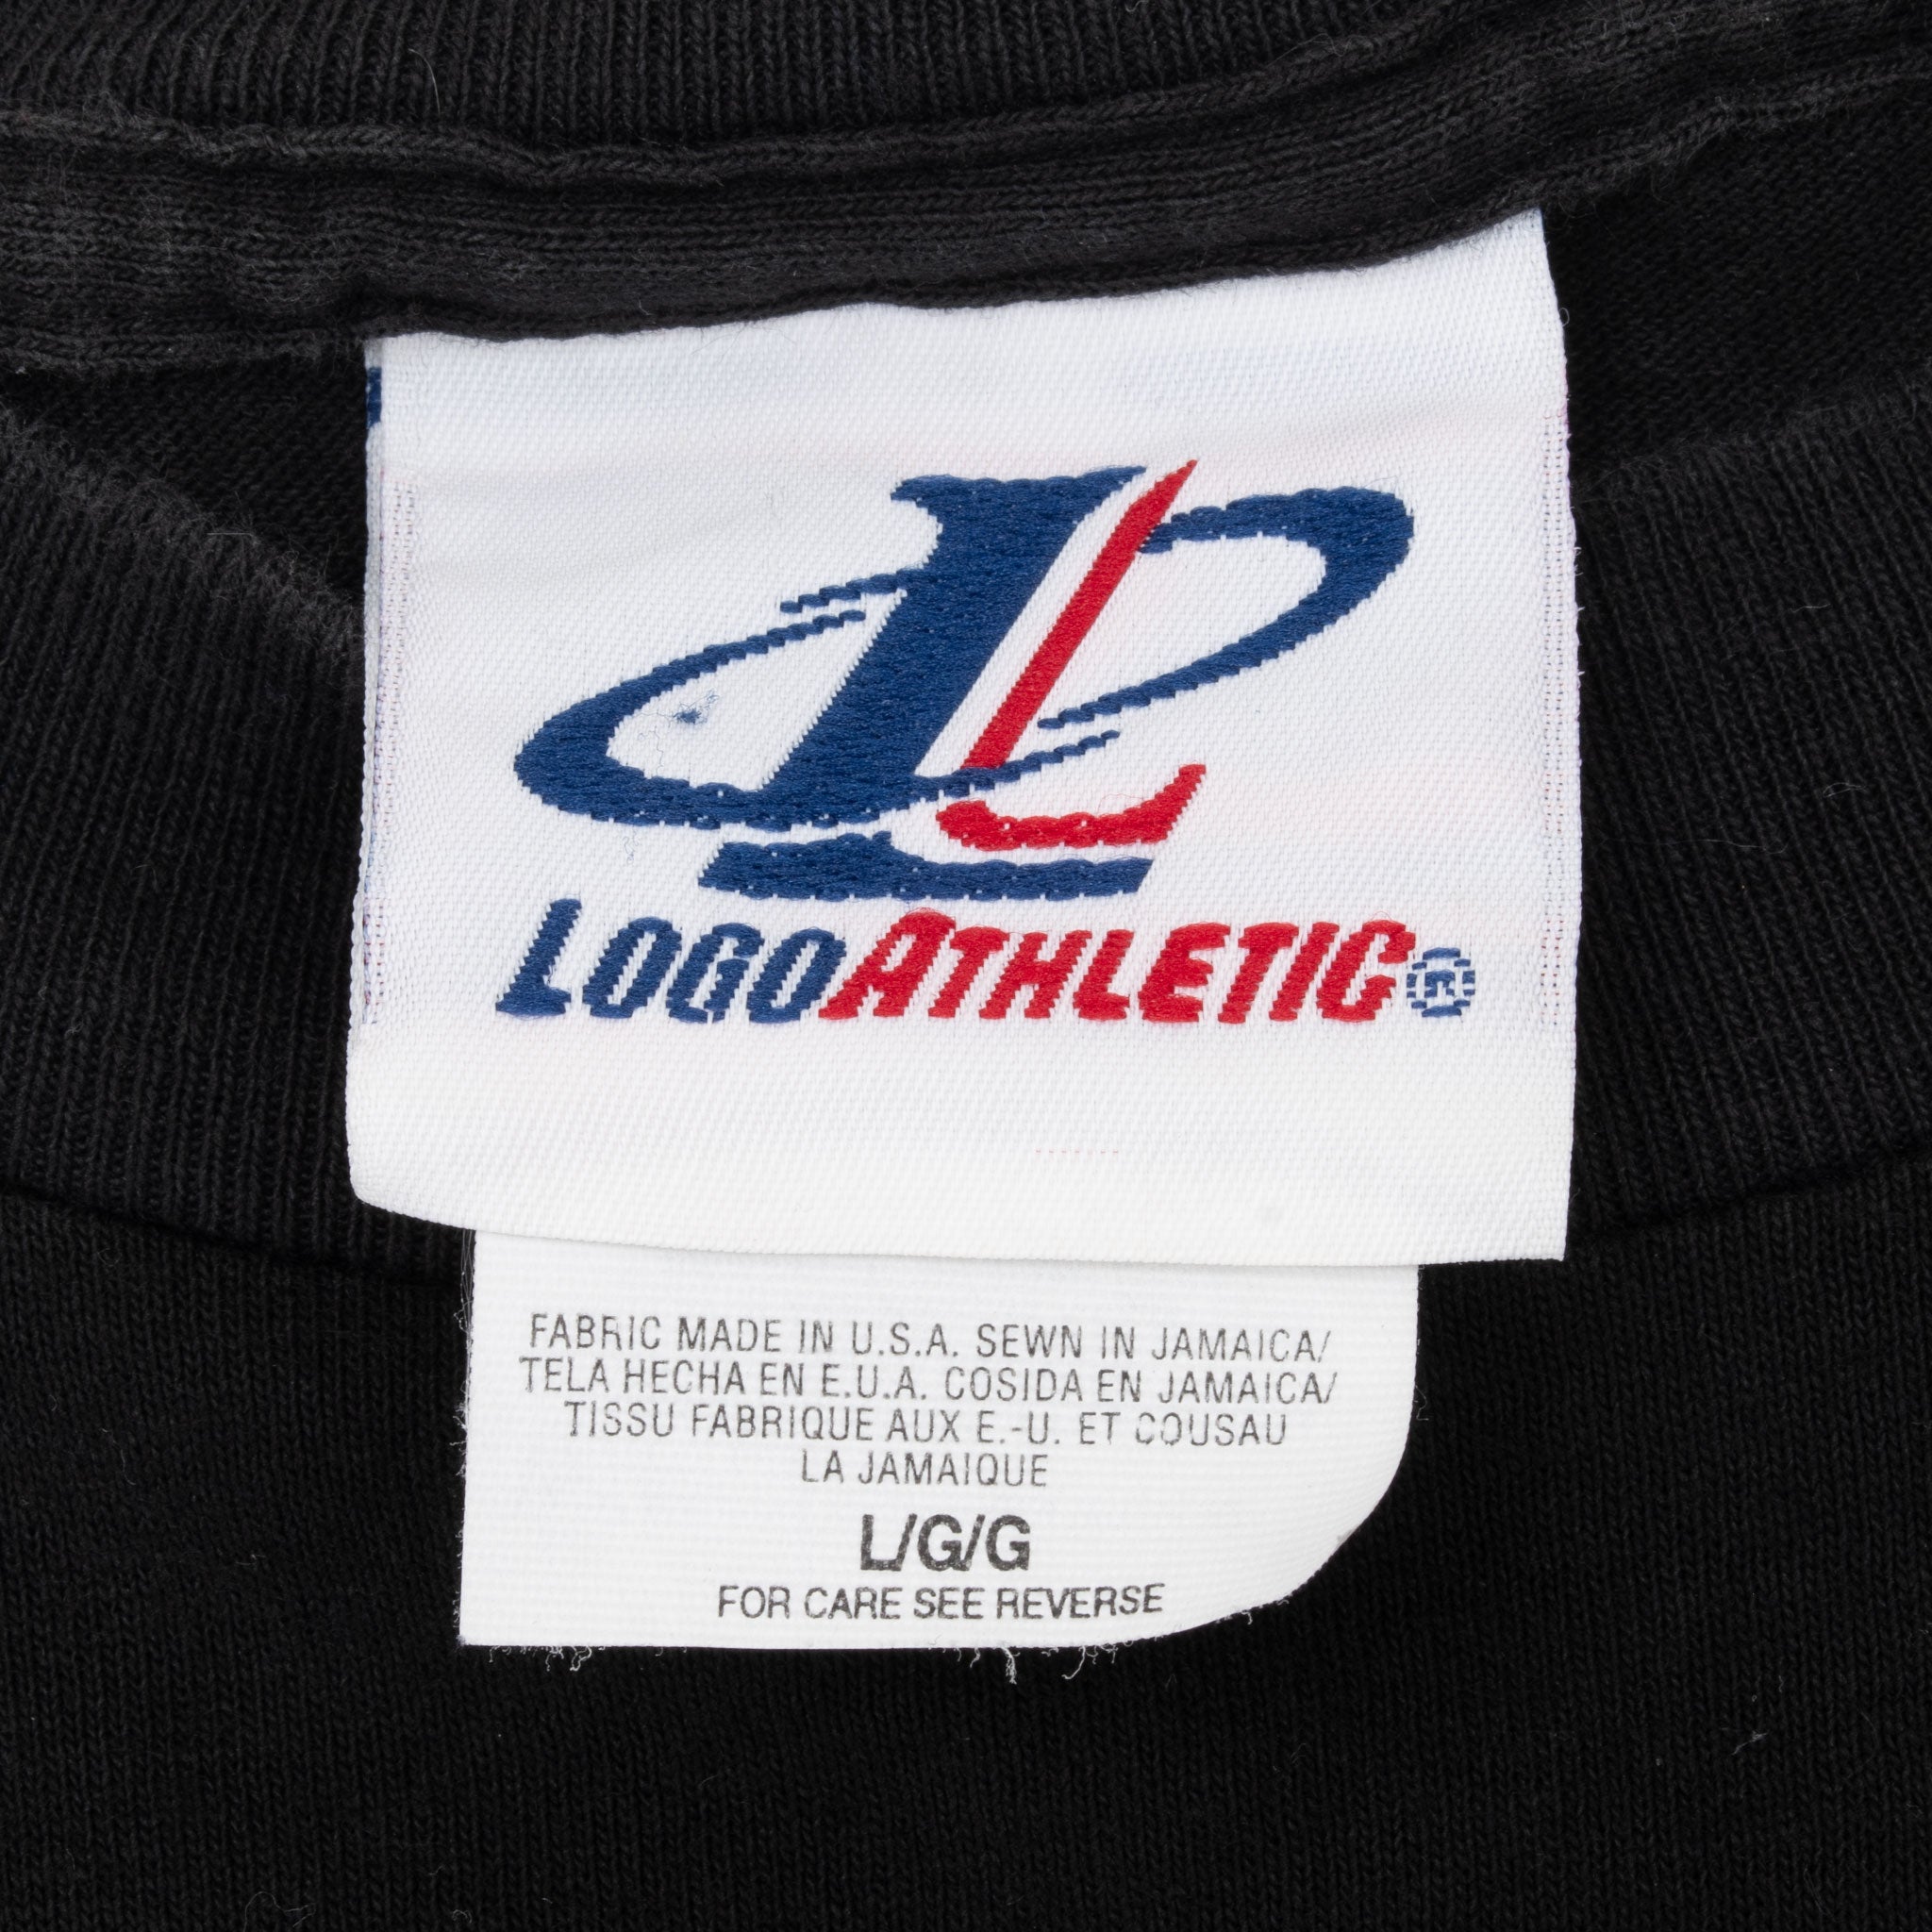 L
LOGOATHLETIC®
FABRIC MADE IN U.S.A. SEWN IN JAMAICA/
TELA HECHA EN E.U.A. COSIDA EN JAMAICA/
TISSU FABRIQUE AUX E.-U. ET COUSAU
LA JAMAIQUE
L/G/G
FOR CARE SEE REVERSE